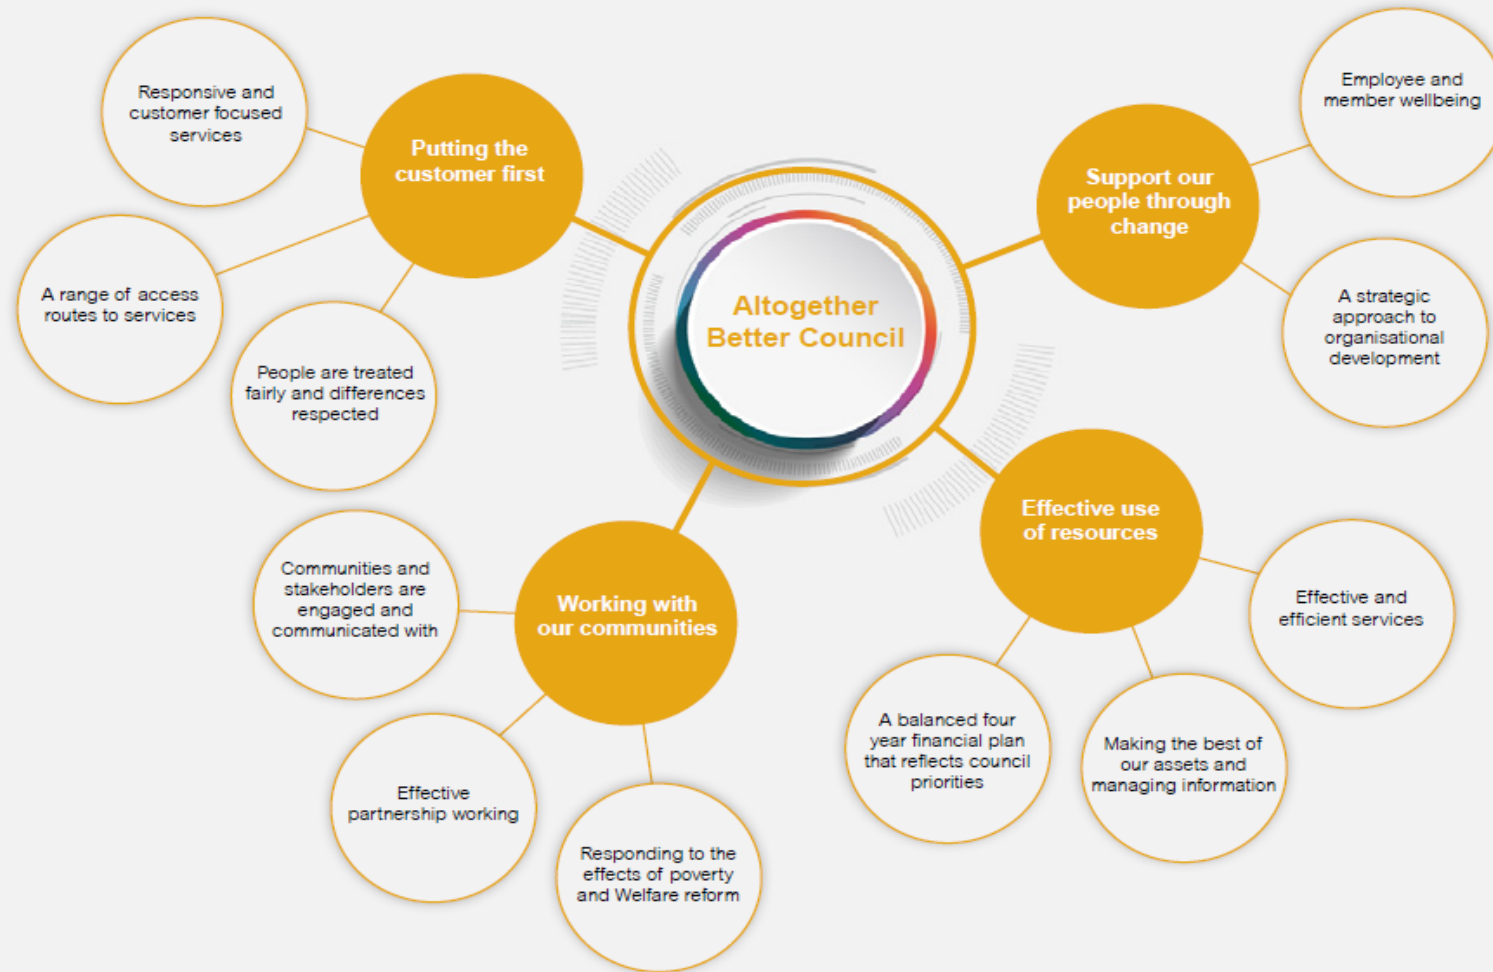 Altogether
Better Council
Putting the
customer first
Responsive and
customer focused
services
A range of access
routes to services
People are treated
fairly and differences
respected
Support our
people through
change
Employee and
member wellbeing
A strategic
approach to
organisational
development
Effective use
of resources
Effective and
efficient services
Making the best of
our assets and
managing information
A balanced four
year financial plan
that reflects council
priorities
Working with
our communities
Communities and
stakeholders are
engaged and
communicated with
Effective
partnership working
Responding to the
effects of poverty
and Welfare reform